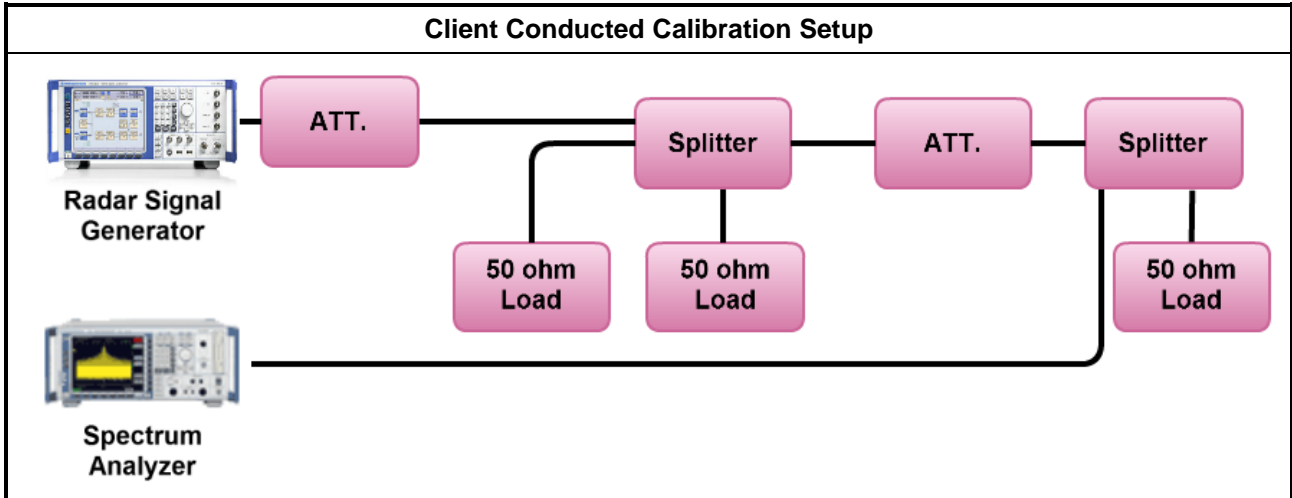 Client Conducted Calibration Setup
ATT.
Splitter
ATT.
Splitter
Radar Signal
Generator
50 ohm
Load
50 ohm
Load
50 ohm
Load
Spectrum
Analyzer